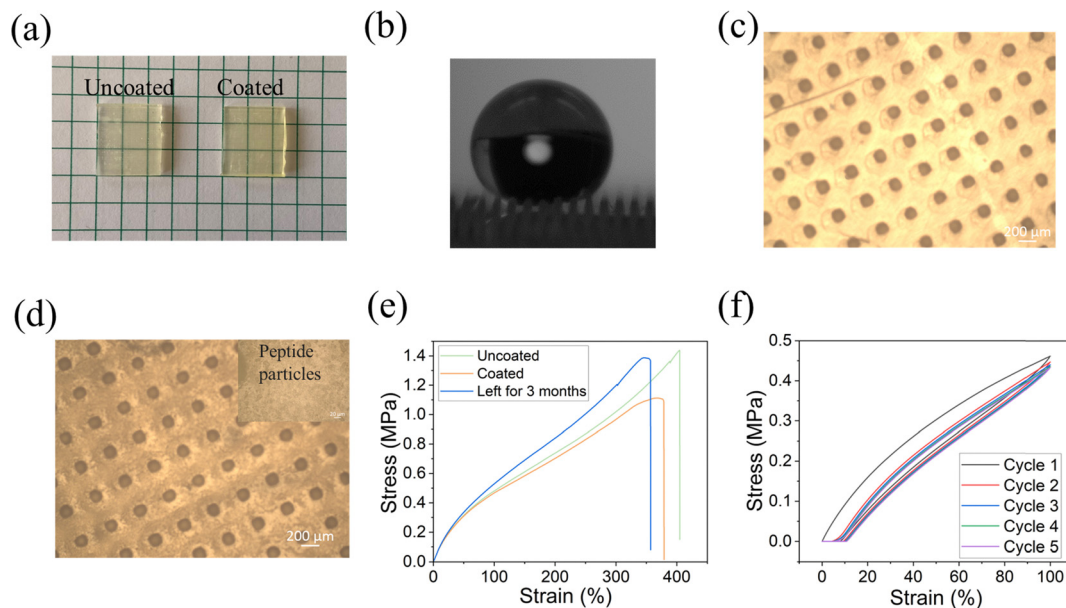 (a)
Uncoated Coated
(b)
(c)
200 μm
(d)
Peptide
particles
200 μm
(e)
Stress (MPa)
1.4
1.2
1.0
0.8
0.6
0.4
0.2
0.0
Uncoated
Coated
Left for 3 months
0 100 200 300 400
Strain (%)
(f)
Stress (MPa)
0.5
0.4
0.3
0.2
0.1
0.0
Cycle 1
Cycle 2
Cycle 3
Cycle 4
Cycle 5
0 20 40 60 80 100
Strain (%)